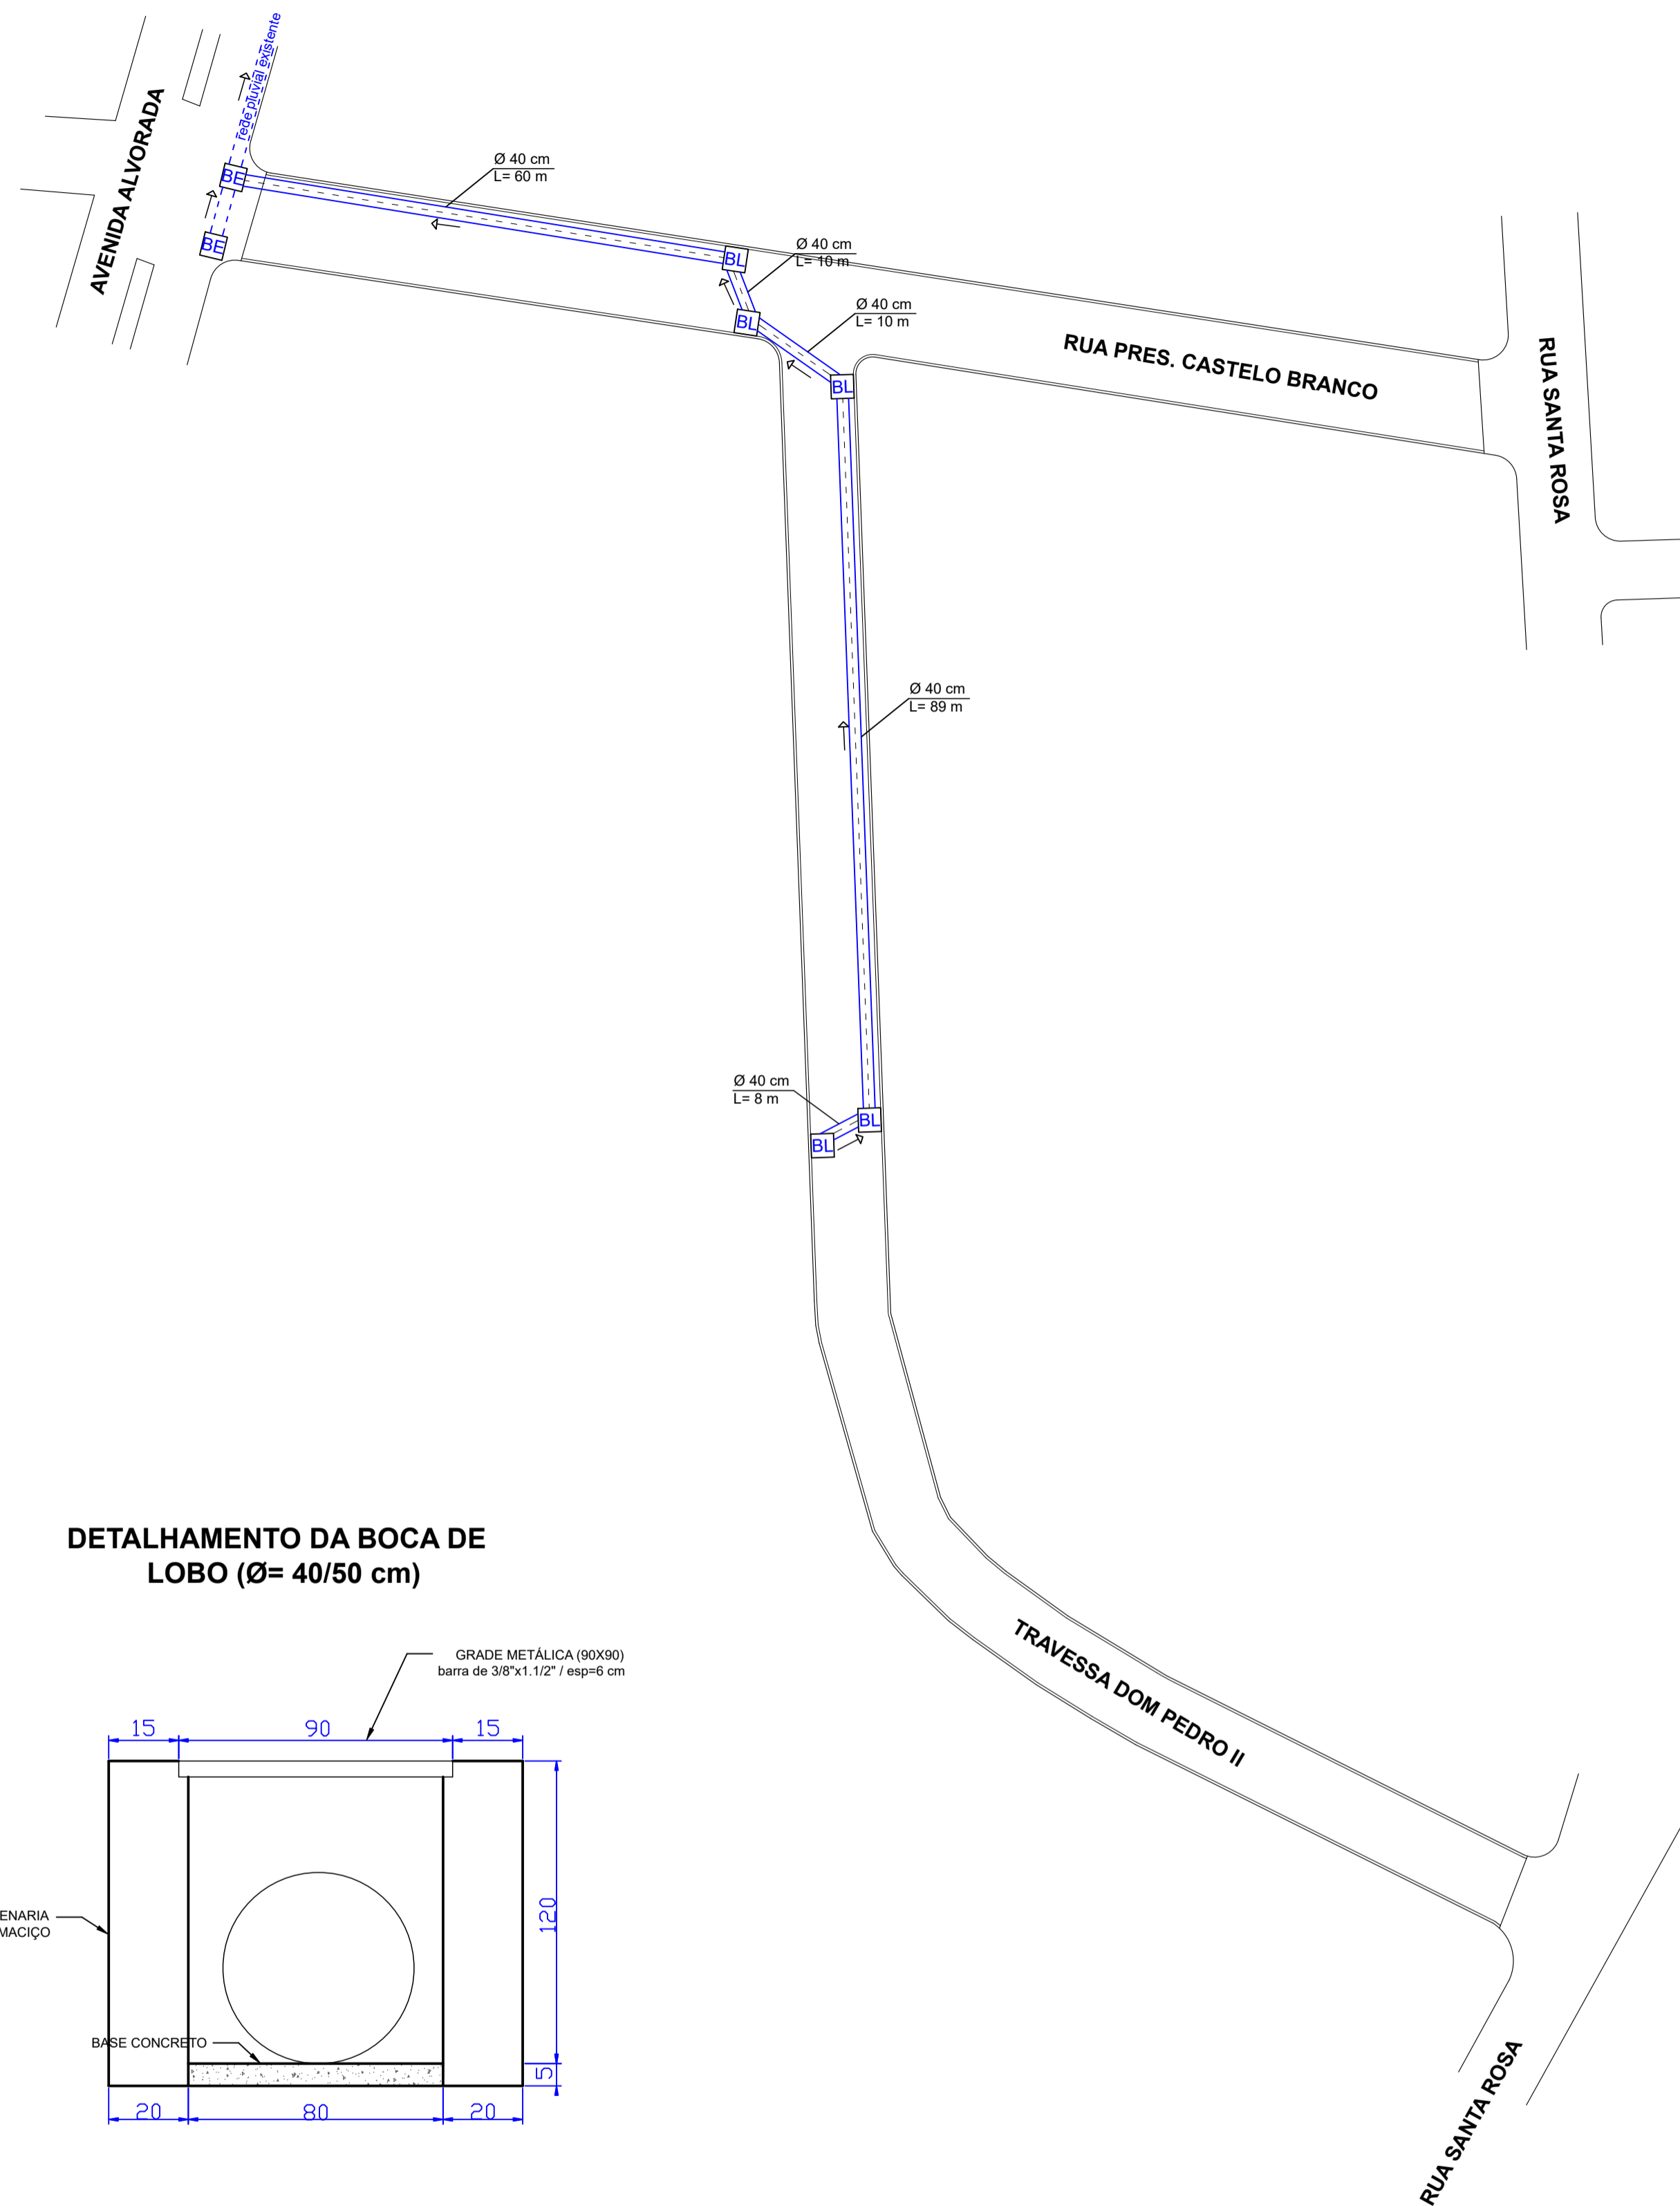 rede pluvial existente
AVENIDA ALVORADA
BE
BE
Ø 40 cm
L= 60 m
BL
Ø 40 cm
L= 10 m
BL
Ø 40 cm
L= 10 m
BL
RUA PRES. CASTELO BRANCO
RUA SANTA ROSA
Ø 40 cm
L= 89 m
Ø 40 cm
L= 8 m
BL
BL
DETALHAMENTO DA BOCA DE
LOBO (Ø= 40/50 cm)
GRADE METÁLICA (90X90)
barra de 3/8"x1.1/2" / esp=6 cm
15
90
15
ENARIA
MACIÇO
120
BASE CONCRETO
5
20
80
20
TRAVESSA DOM PEDRO II
RUA SANTA ROSA